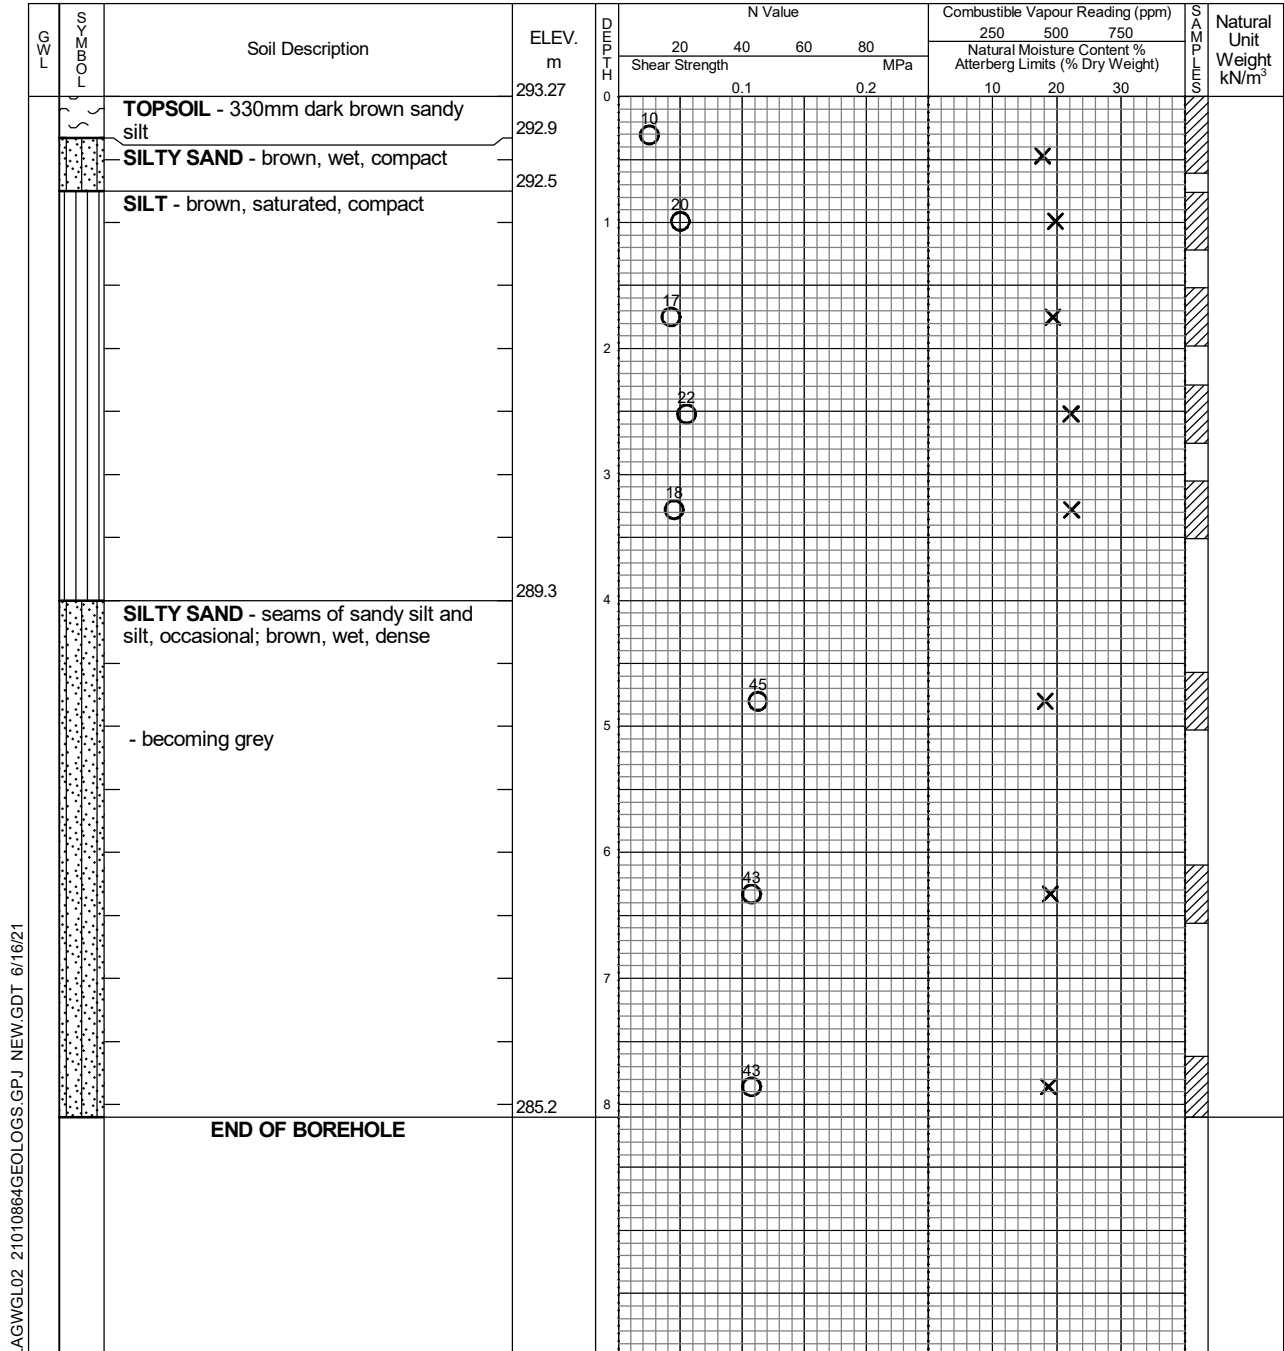 GWL
SYMBOL
Soil Description
ELEV.
m
293.27
DEPTH
N Value
20 40 60 80
Shear Strength MPa
0.1 0.2
Combustible Vapour Reading (ppm)
250 500 750
Natural Moisture Content %
Atterberg Limits (% Dry Weight)
10 20 30
SAMPLES
Natural
Unit
Weight
kN/m³
0
TOPSOIL - 330mm dark brown sandy
silt
292.9
10
SILTY SAND - brown, wet, compact
292.5
SILT - brown, saturated, compact
20
1
17
2
22
3
18
289.3
4
SILTY SAND - seams of sandy silt and
silt, occasional; brown, wet, dense
45
5
- becoming grey
6
43
7
43
285.2
8
END OF BOREHOLE
AGWGL02 21010864GEOLOGS.GPJ NEW.GDT 6/16/21